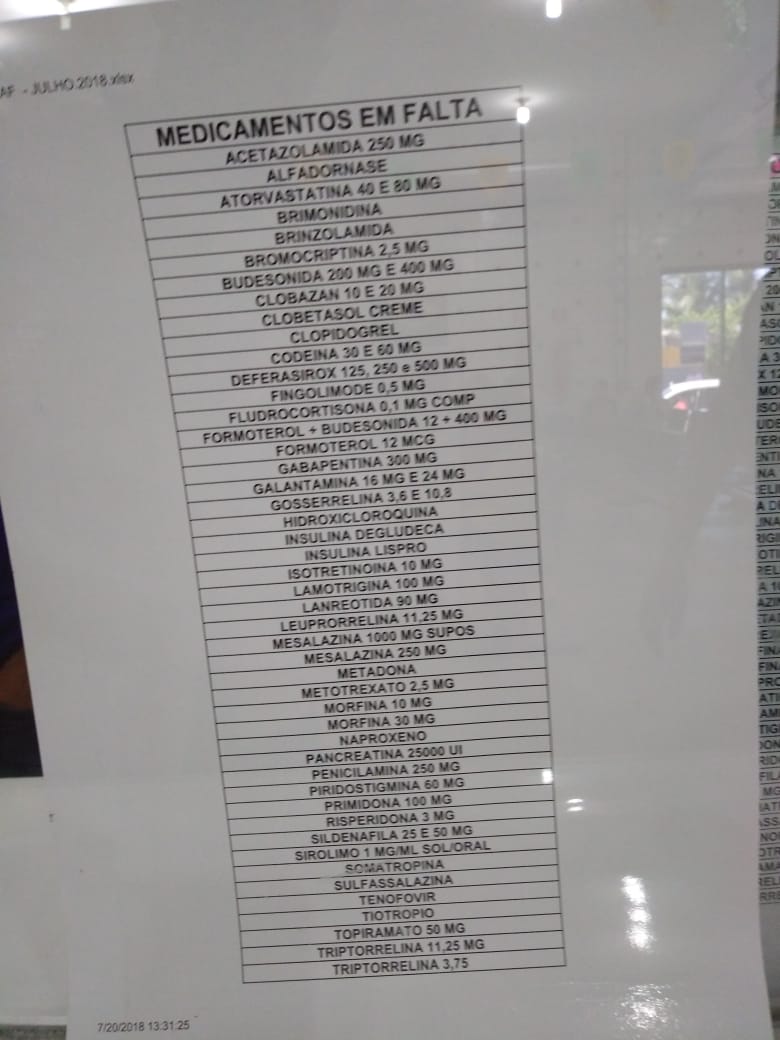 AF - JULHO.2018.xlsx
MEDICAMENTOS EM FALTA
ACETAZOLAMIDA 250 MG
ALFADORNASE
ATORVASTATINA 40 E 80 MG
BRIMONIDINA
BRINZOLAMIDA
BROMOCRIPTINA 2,5 MG
BUDESONIDA 200 MG E 400 MG
CLOBAZAN 10 E 20 MG
CLOBETASOL CREME
CLOPIDOGREL
CODEINA 30 E 60 MG
DEFERASIROX 125, 250 e 500 MG
FINGOLIMODE 0,5 MG
FLUDROCORTISONA 0,1 MG COMP
FORMOTEROL + BUDESONIDA 12 + 400 MG
FORMOTEROL 12 MCG
GABAPENTINA 300 MG
GALANTAMINA 16 MG E 24 MG
GOSSERRELINA 3,6 E 10,8
HIDROXICLOROQUINA
INSULINA DEGLUDECA
INSULINA LISPRO
ISOTRETINOINA 10 MG
LAMOTRIGINA 100 MG
LANREOTIDA 90 MG
LEUPRORRELINA 11,25 MG
MESALAZINA 1000 MG SUPOS
MESALAZINA 250 MG
METADONA
METOTREXATO 2,5 MG
MORFINA 10 MG
MORFINA 30 MG
NAPROXENO
PANCREATINA 25000 UI
PENICILAMINA 250 MG
PIRIDOSTIGMINA 60 MG
PRIMIDONA 100 MG
RISPERIDONA 3 MG
SILDENAFILA 25 E 50 MG
SIROLIMO 1 MG/ML SOL/ORAL
SOMATROPINA
SULFASSALAZINA
TENOFOVIR
TIOTROPIO
TOPIRAMATO 50 MG
TRIPTORRELINA 11,25 MG
TRIPTORRELINA 3,75
7/20/2018 13:31:25